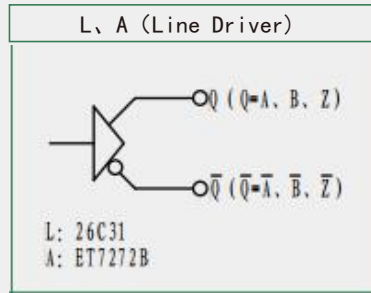 L、A (Line Driver)
Q (Q=A、B、Z)
Q̅ (Q̅=A̅、B̅、Z̅)
L: 26C31
A: ET7272B